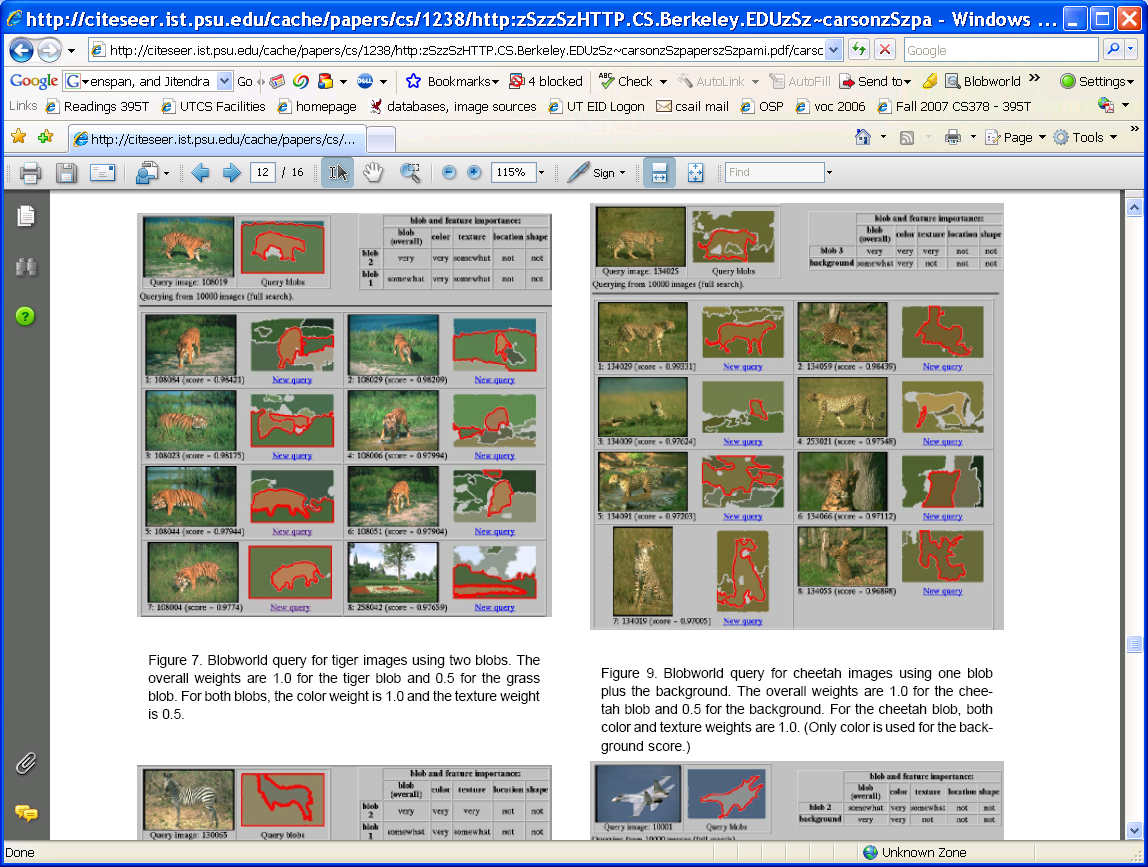 http://citeseer.ist.psu.edu/cache/papers/cs/1238/http:zSzzSzHTTP.CS.Berkeley.EDUzSz~carsonzSzpa - Windows ...
http://citeseer.ist.psu.edu/cache/papers/cs/1238/http:zSzzSzHTTP.CS.Berkeley.EDUzSz~carsonzSzpaperszSzpami.pdf/carsc
Google
Google G enspan, and Jitendra Go Bookmarks 4 blocked Check AutoLink AutoFill Send to Blobworld » Settings
Links Readings 395T UTCS Facilities homepage databases, image sources UT EID Logon csail mail OSP voc 2006 Fall 2007 CS378 - 395T
http://citeseer.ist.psu.edu/cache/papers/cs/... Page Tools »
12 / 16 115% Sign Find
blob and feature importance:
blob (overall) color texture location shape
blob 2 very very somewhat not not
blob 1 somewhat very somewhat not not
Query image: 108019 Query blobs
Querying from 10000 images (full search).
1: 108084 (score = 0.98421) New query 2: 108029 (score = 0.98209) New query
3: 108023 (score = 0.98175) New query 4: 108006 (score = 0.97994) New query
5: 108044 (score = 0.97944) New query 6: 108051 (score = 0.97904) New query
7: 108004 (score = 0.9774) New query 8: 258042 (score = 0.97659) New query
Figure 7. Blobworld query for tiger images using two blobs. The
overall weights are 1.0 for the tiger blob and 0.5 for the grass
blob. For both blobs, the color weight is 1.0 and the texture weight
is 0.5.
blob and feature importance:
blob (overall) color texture location shape
blob 2 very very very not not
blob 1 somewhat very somewhat not not
Query image: 130065 Query blobs
blob and feature importance:
blob (overall) color texture location shape
blob 3 very very very not not
background somewhat very not not not
Query image: 134025 Query blobs
Querying from 10000 images (full search).
1: 134029 (score = 0.99331) New query 2: 134059 (score = 0.98439) New query
3: 134009 (score = 0.97624) New query 4: 253021 (score = 0.97548) New query
5: 134091 (score = 0.97203) New query 6: 134066 (score = 0.97112) New query
7: 134019 (score = 0.97005) New query 8: 134055 (score = 0.96898) New query
Figure 9. Blobworld query for cheetah images using one blob
plus the background. The overall weights are 1.0 for the chee-
tah blob and 0.5 for the background. For the cheetah blob, both
color and texture weights are 1.0. (Only color is used for the back-
ground score.)
blob and feature importance:
blob (overall) color texture location shape
blob 2 somewhat very somewhat not not
background very very not not not
Query image: 10001 Query blobs
Done Unknown Zone